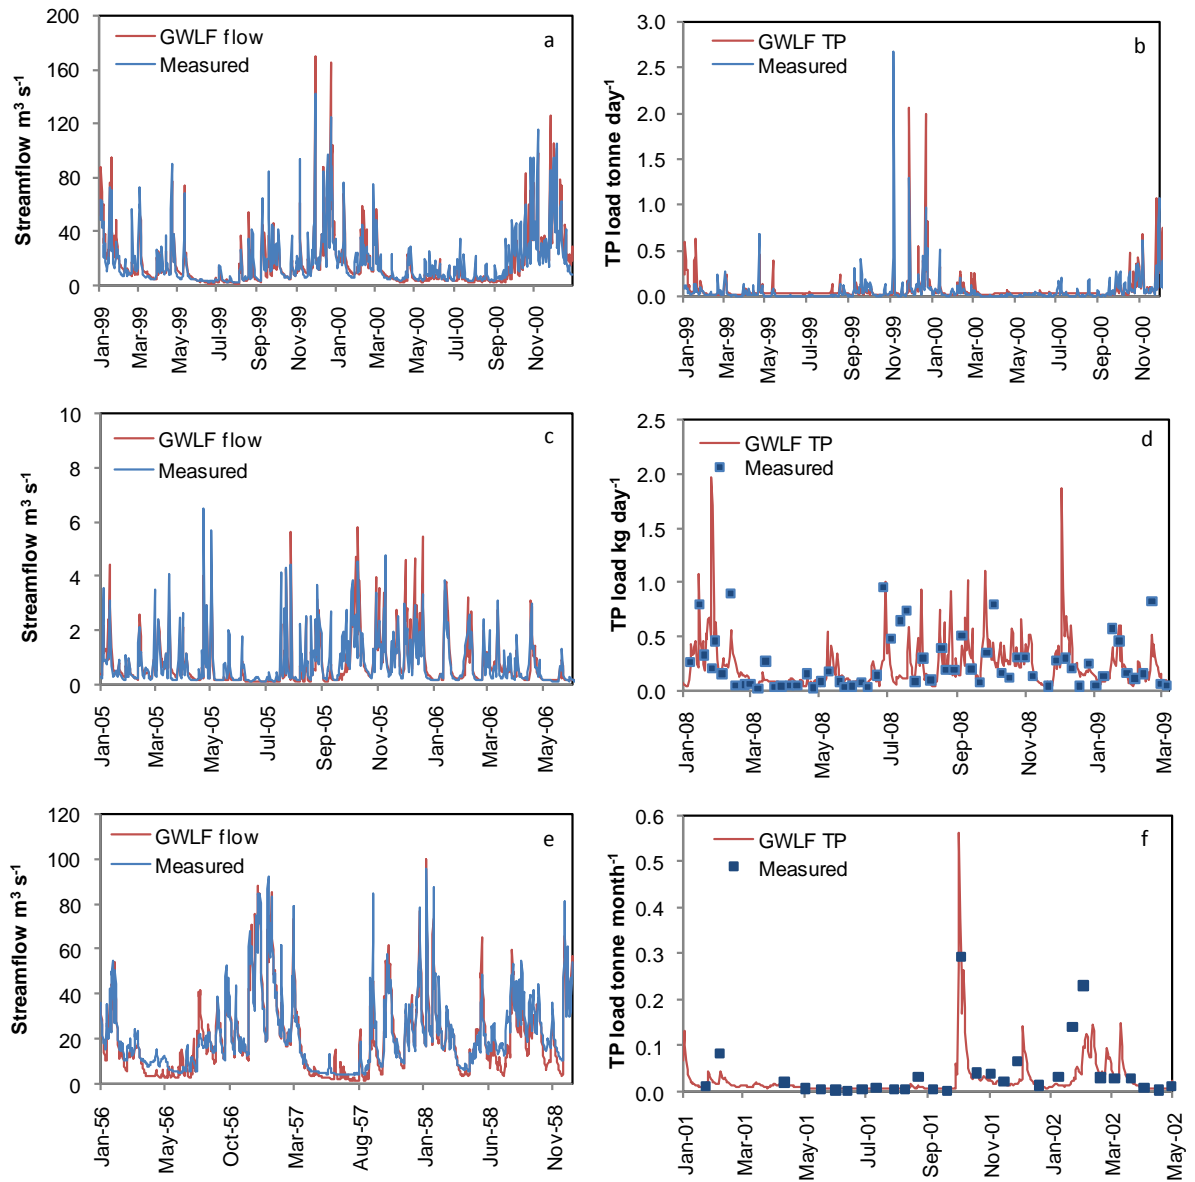 200
160
120
80
40
0
Streamflow m³ s⁻¹
GWLF flow
Measured
a
Jan-99
Mar-99
May-99
Jul-99
Sep-99
Nov-99
Jan-00
Mar-00
May-00
Jul-00
Sep-00
Nov-00
3.0
2.5
2.0
1.5
1.0
0.5
0.0
TP load tonne day⁻¹
GWLF TP
Measured
b
Jan-99
Mar-99
May-99
Jul-99
Sep-99
Nov-99
Jan-00
Mar-00
May-00
Jul-00
Sep-00
Nov-00
10
8
6
4
2
0
Streamflow m³ s⁻¹
GWLF flow
Measured
c
Jan-05
Mar-05
May-05
Jul-05
Sep-05
Nov-05
Jan-06
Mar-06
May-06
2.5
2.0
1.5
1.0
0.5
0.0
TP load kg day⁻¹
GWLF TP
Measured
d
Jan-08
Mar-08
May-08
Jul-08
Sep-08
Nov-08
Jan-09
Mar-09
120
100
80
60
40
20
0
Streamflow m³ s⁻¹
GWLF flow
Measured
e
Jan-56
May-56
Oct-56
Mar-57
Aug-57
Jan-58
Jun-58
Nov-58
0.6
0.5
0.4
0.3
0.2
0.1
0.0
TP load tonne month⁻¹
GWLF TP
Measured
f
Jan-01
Mar-01
May-01
Jul-01
Sep-01
Nov-01
Jan-02
Mar-02
May-02